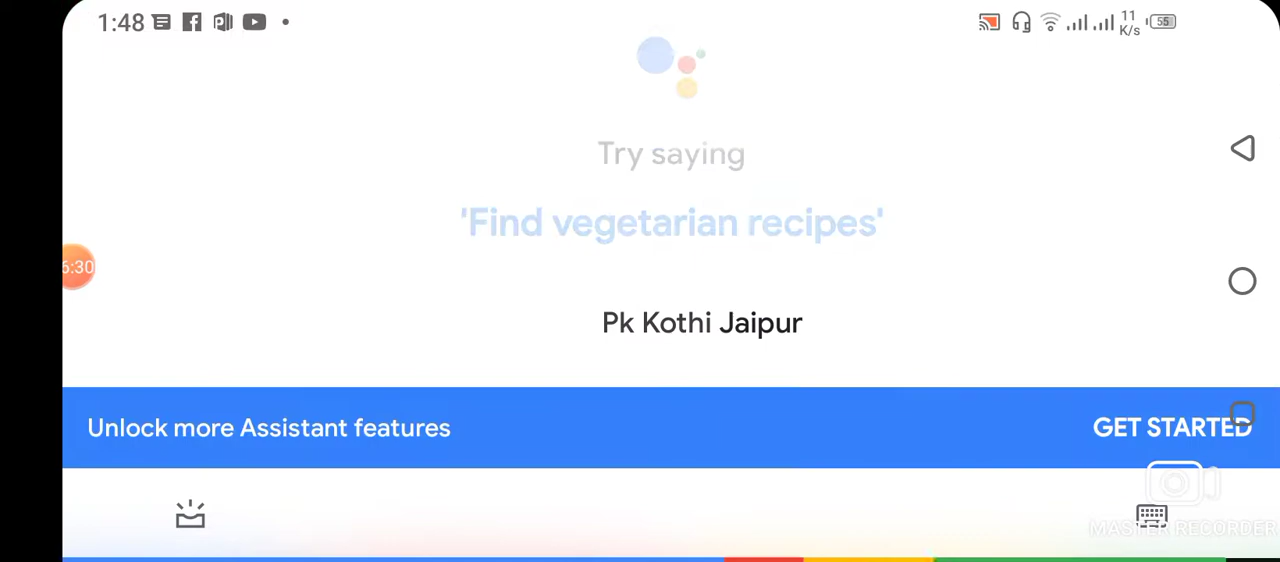 1:48
11
K/s
55
Try saying
'Find vegetarian recipes'
6:30
Pk Kothi Jaipur
Unlock more Assistant features
GET STARTED
MASTER RECORDER